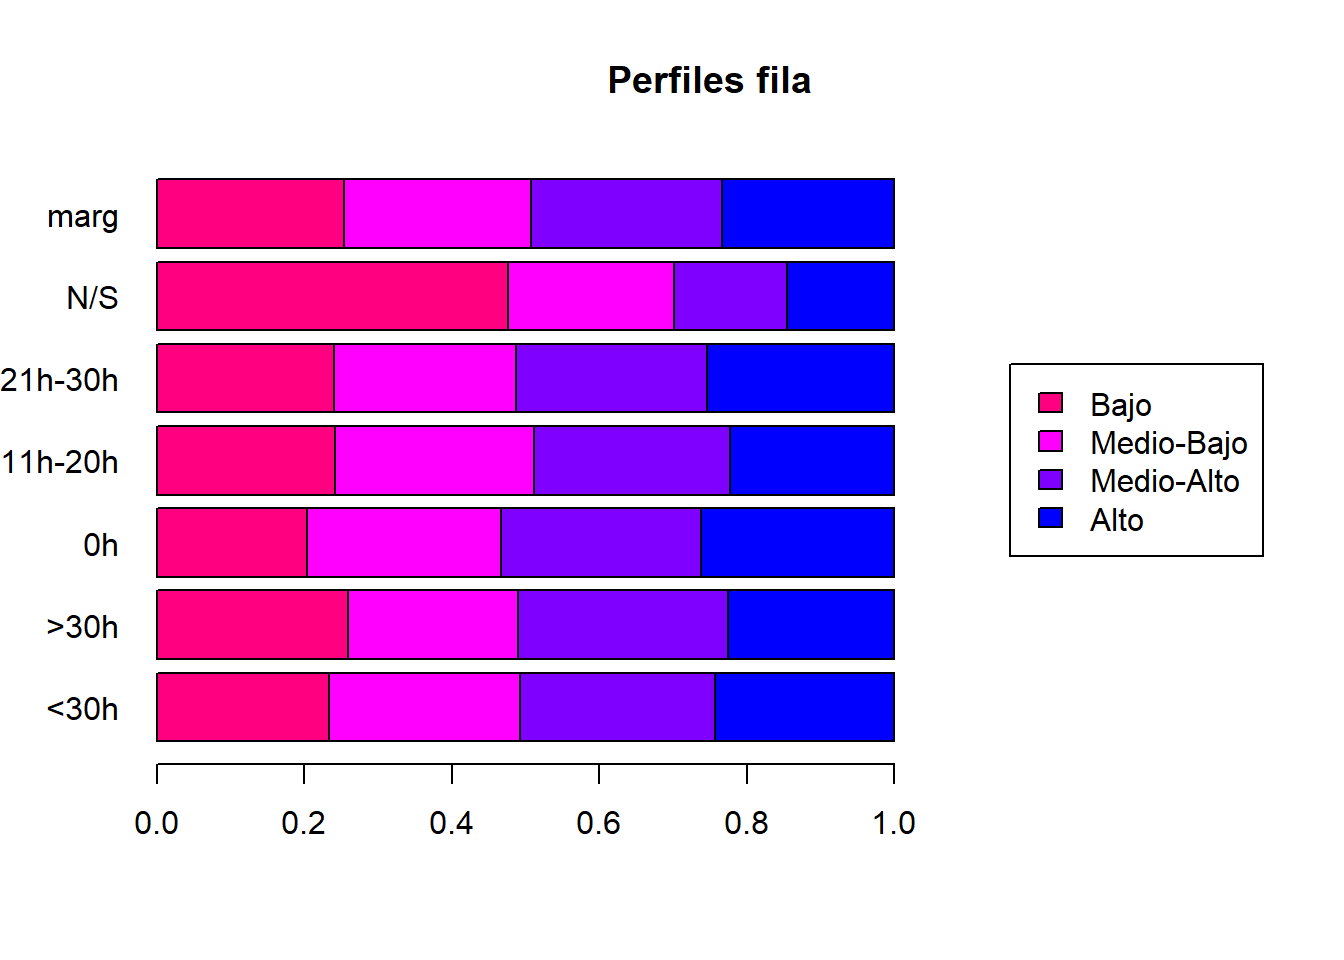 Perfiles fila
marg
N/S
21h-30h
11h-20h
0h
>30h
<30h
0.0 0.2 0.4 0.6 0.8 1.0
Bajo
Medio-Bajo
Medio-Alto
Alto